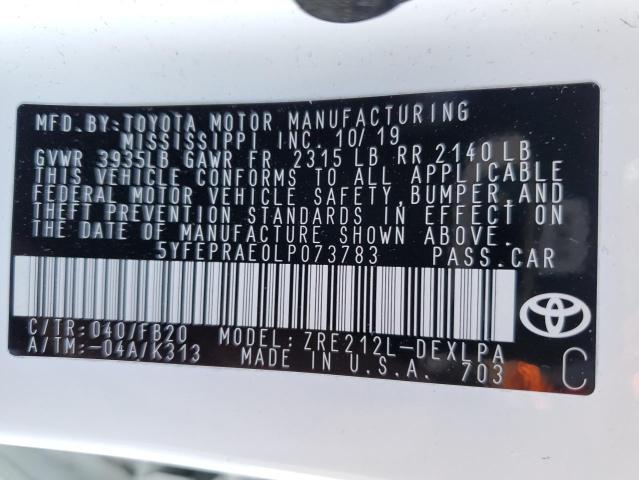 MFD.BY:TOYOTA MOTOR MANUFACTURING
MISSISSIPPI INC. 10/19
GVWR 3935LB GAWR FR 2315 LB RR 2140 LB
THIS VEHICLE CONFORMS TO ALL APPLICABLE
FEDERAL MOTOR VEHICLE SAFETY,BUMPER,AND
THEFT PREVENTION STANDARDS IN EFFECT ON
THE DATE OF MANUFACTURE SHOWN ABOVE.
5YFEPRAE0LP073783 PASS.CAR
C/TR:040/FB20 MODEL: ZRE212L-DEXLPA
A/TM:-04A/K313 MADE IN U.S.A. 703 C